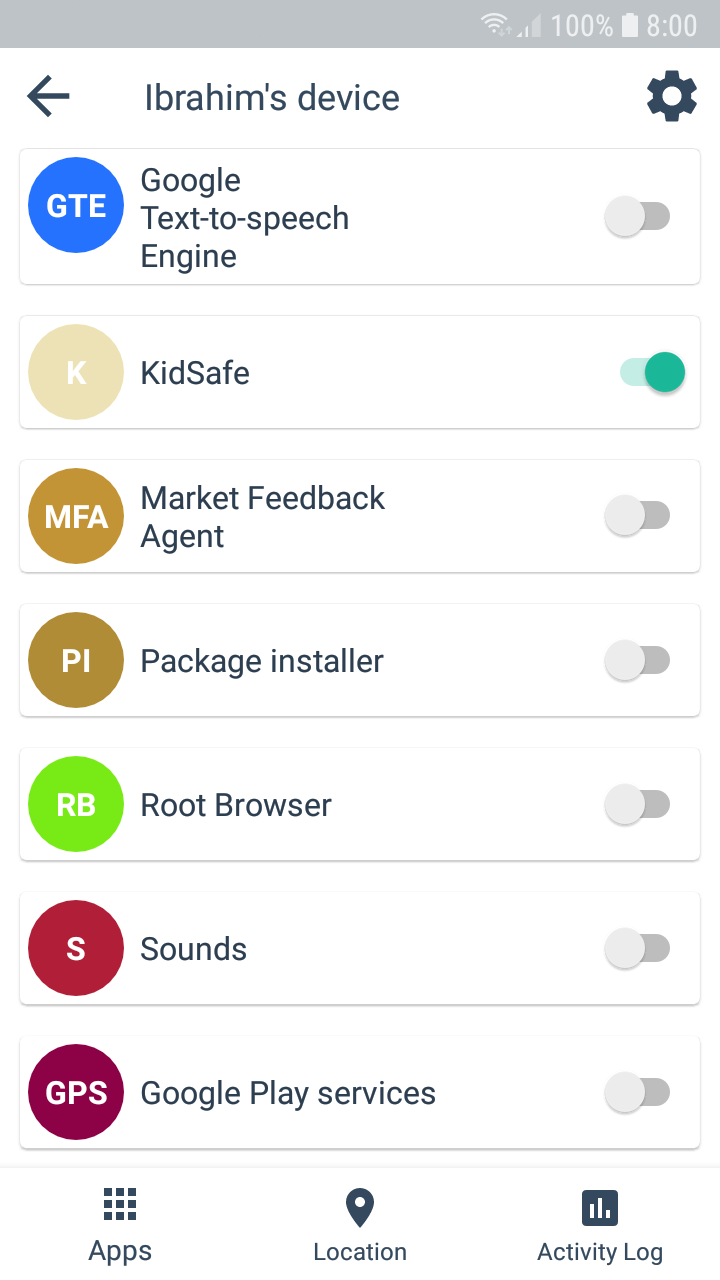 100% 8:00
Ibrahim's device
GTE
Google
Text-to-speech
Engine
K
KidSafe
MFA
Market Feedback
Agent
PI
Package installer
RB
Root Browser
S
Sounds
GPS
Google Play services
Apps
Location
Activity Log